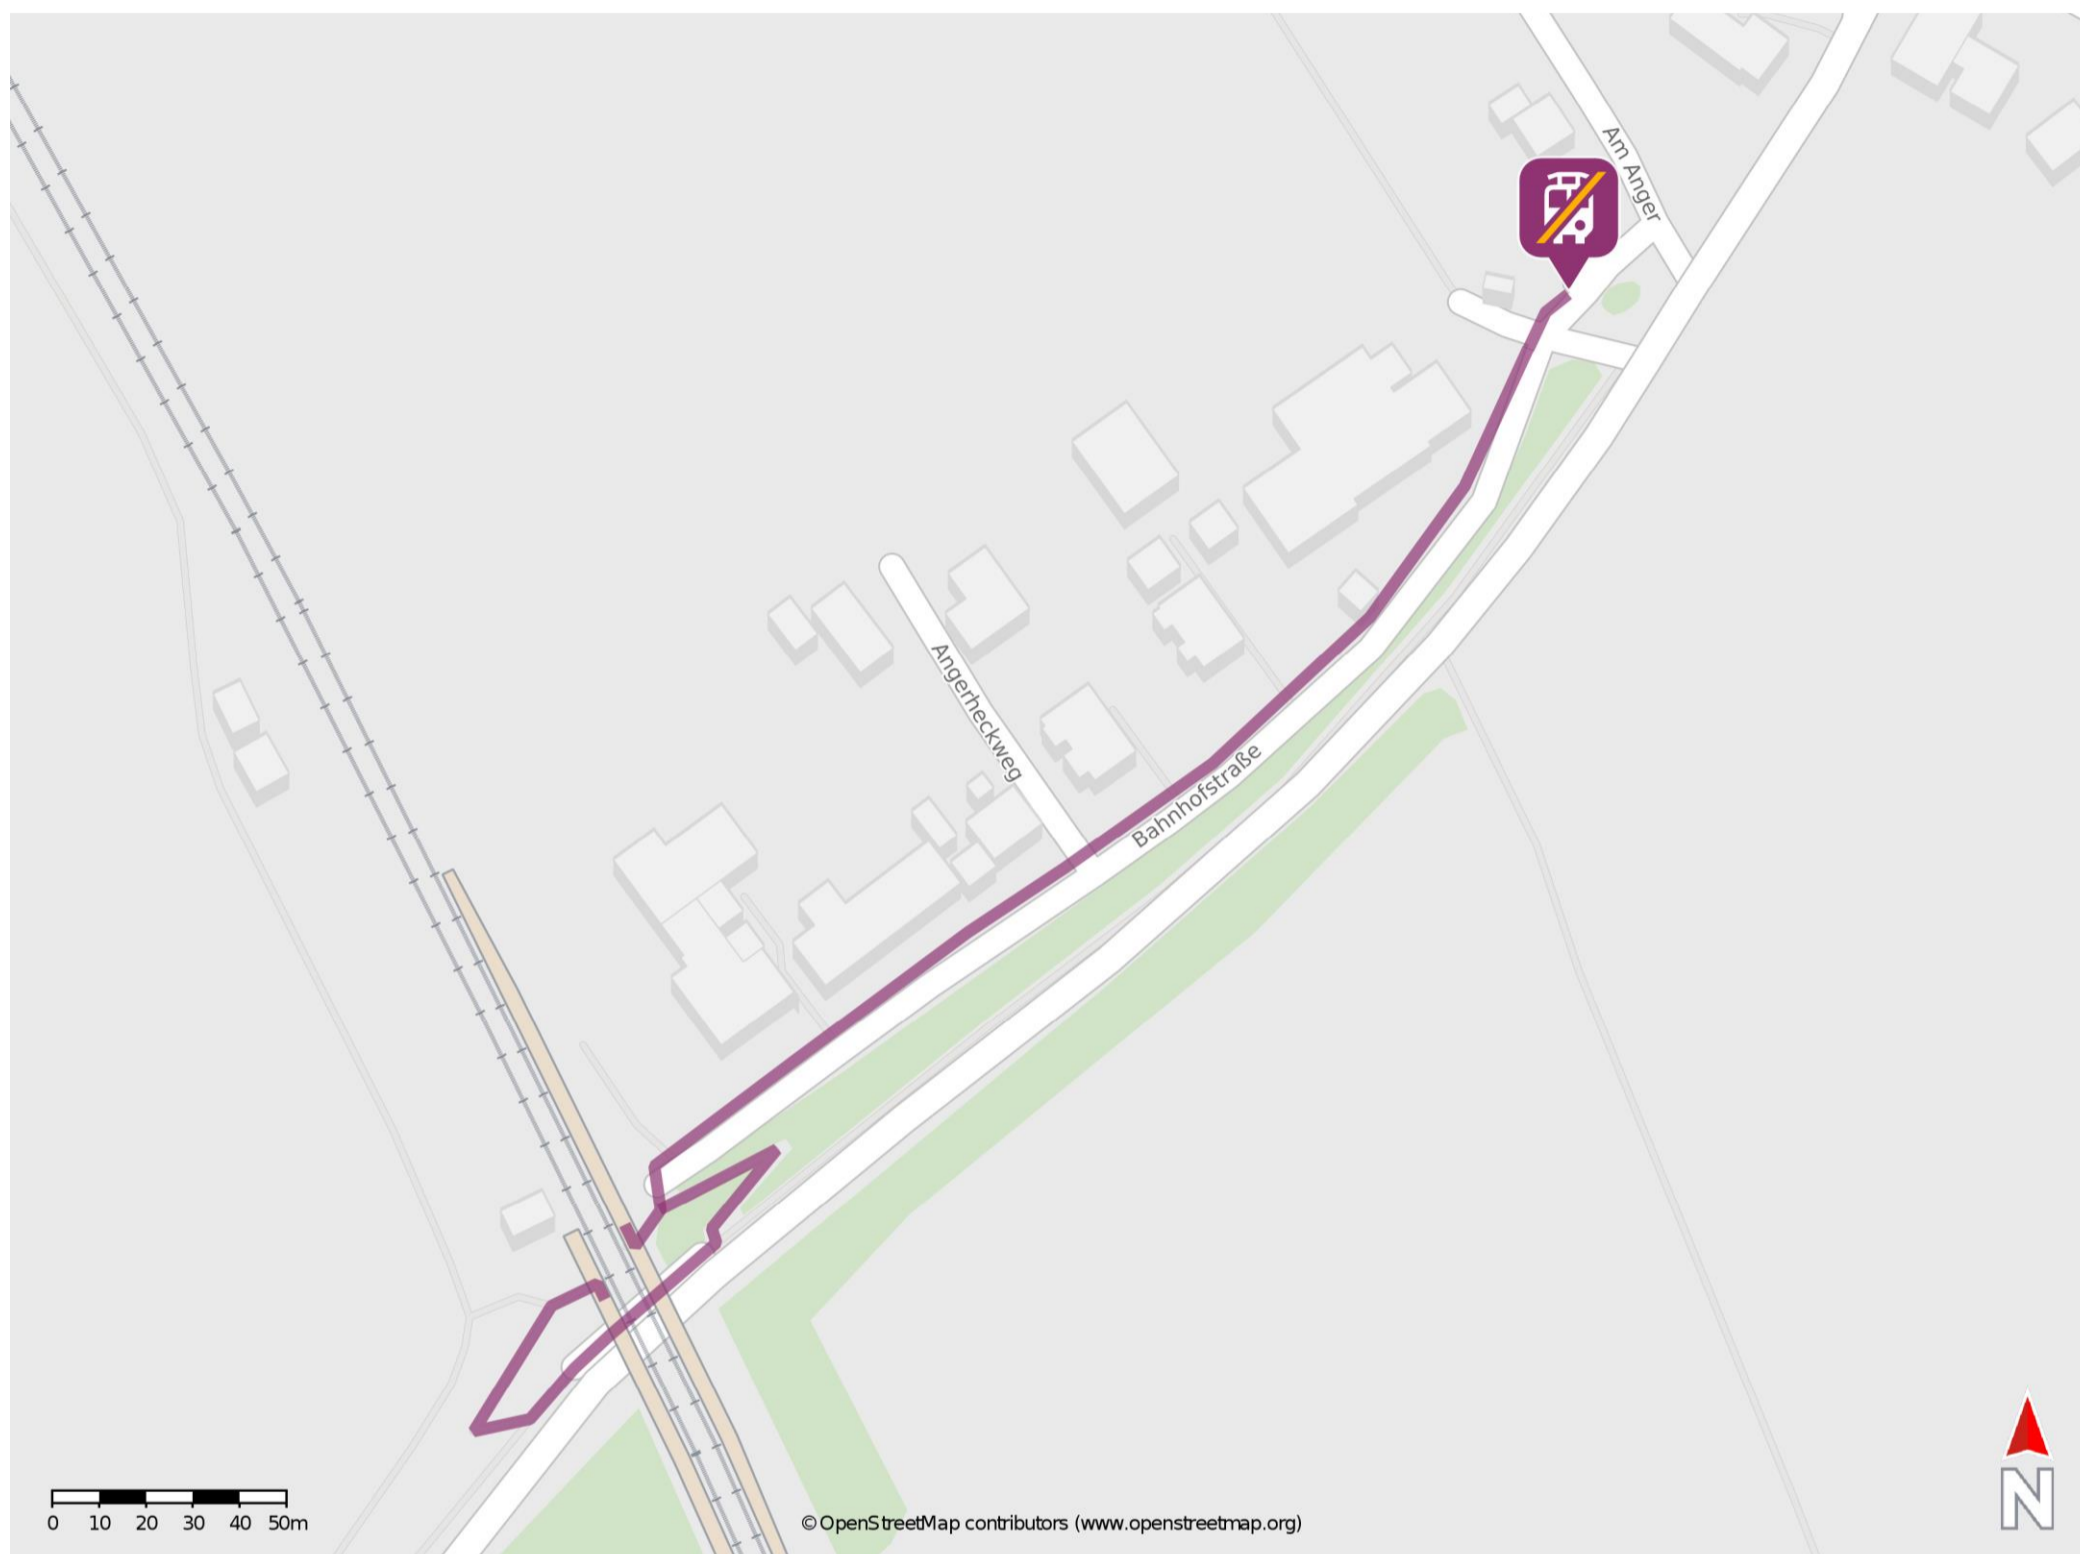 Am Anger
Angerheckweg
Bahnhofstraße
0 10 20 30 40 50m
© OpenStreetMap contributors (www.openstreetmap.org)
N